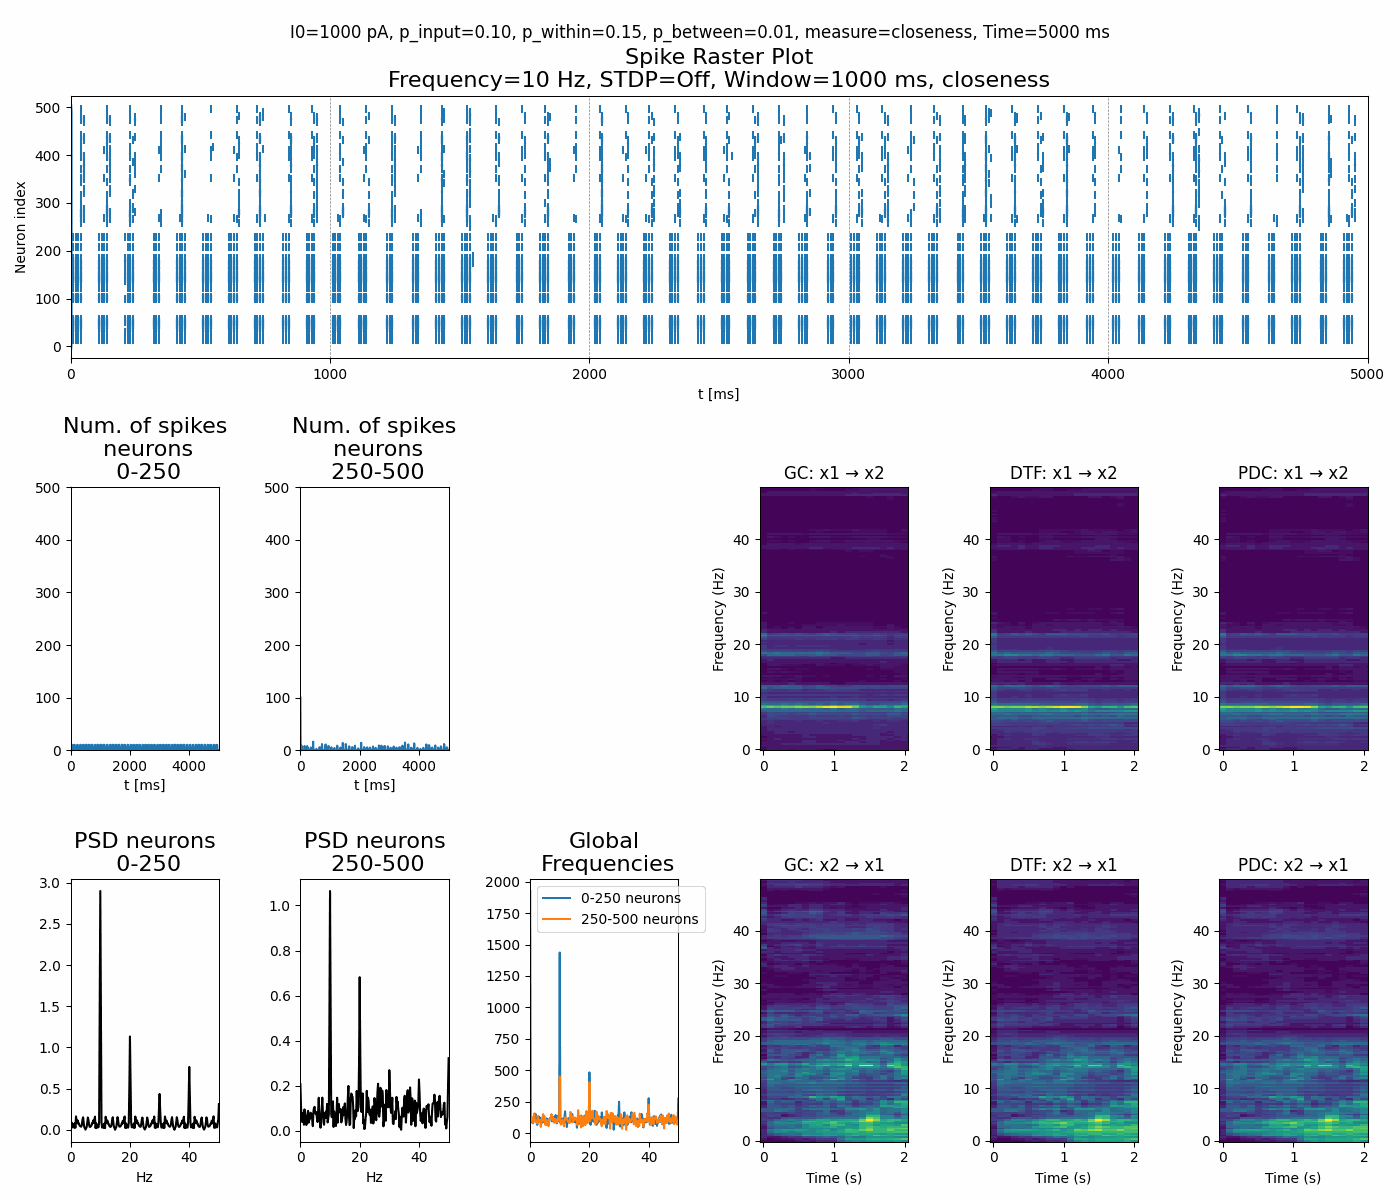 I0=1000 pA, p_input=0.10, p_within=0.15, p_between=0.01, measure=closeness, Time=5000 ms
Spike Raster Plot
Frequency=10 Hz, STDP=Off, Window=1000 ms, closeness
500
400
300
200
100
0
Neuron index
0 1000 2000 3000 4000 5000
t [ms]
Num. of spikes
neurons
0-250
500
400
300
200
100
0
0 2000 4000
t [ms]
Num. of spikes
neurons
250-500
500
400
300
200
100
0
0 2000 4000
t [ms]
GC: x1 → x2
Frequency (Hz)
40
30
20
10
0
0 1 2
DTF: x1 → x2
Frequency (Hz)
40
30
20
10
0
0 1 2
PDC: x1 → x2
Frequency (Hz)
40
30
20
10
0
0 1 2
PSD neurons
0-250
3.0
2.5
2.0
1.5
1.0
0.5
0.0
0 20 40
Hz
PSD neurons
250-500
1.0
0.8
0.6
0.4
0.2
0.0
0 20 40
Hz
Global
Frequencies
0-250 neurons
250-500 neurons
2000
1750
1500
1250
1000
750
500
250
0
0 20 40
GC: x2 → x1
Frequency (Hz)
40
30
20
10
0
0 1 2
Time (s)
DTF: x2 → x1
Frequency (Hz)
40
30
20
10
0
0 1 2
Time (s)
PDC: x2 → x1
Frequency (Hz)
40
30
20
10
0
0 1 2
Time (s)